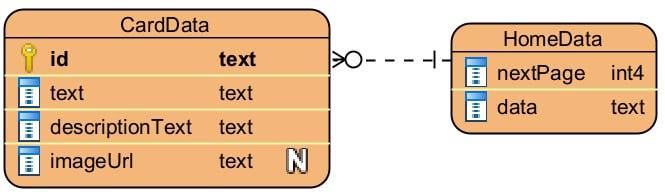 CardData
id text
text text
descriptionText text
imageUrl text N
HomeData
nextPage int4
data text